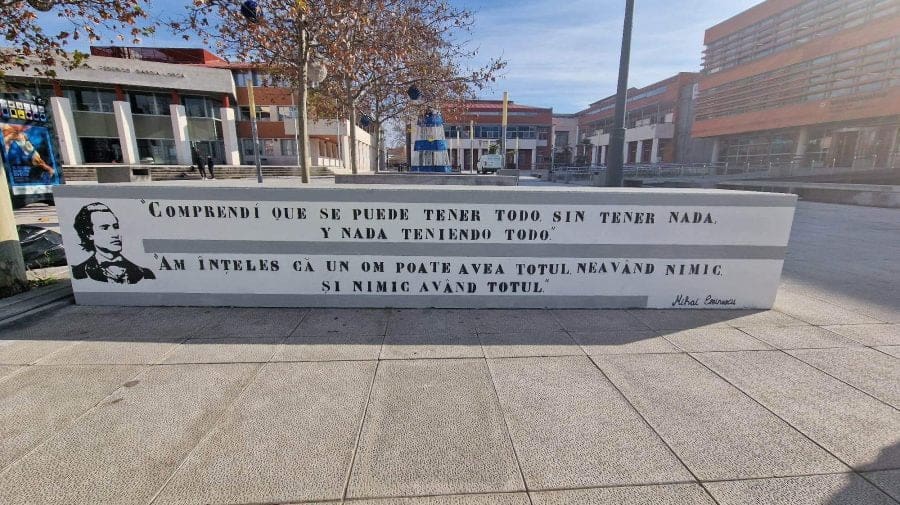 "COMPRENDÍ QUE SE PUEDE TENER TODO, SIN TENER NADA,
Y NADA TENIENDO TODO."
"AM ÎNȚELES CĂ UN OM POATE AVEA TOTUL, NEAVÂND NIMIC,
ȘI NIMIC AVÂND TOTUL."
Mihai Eminescu